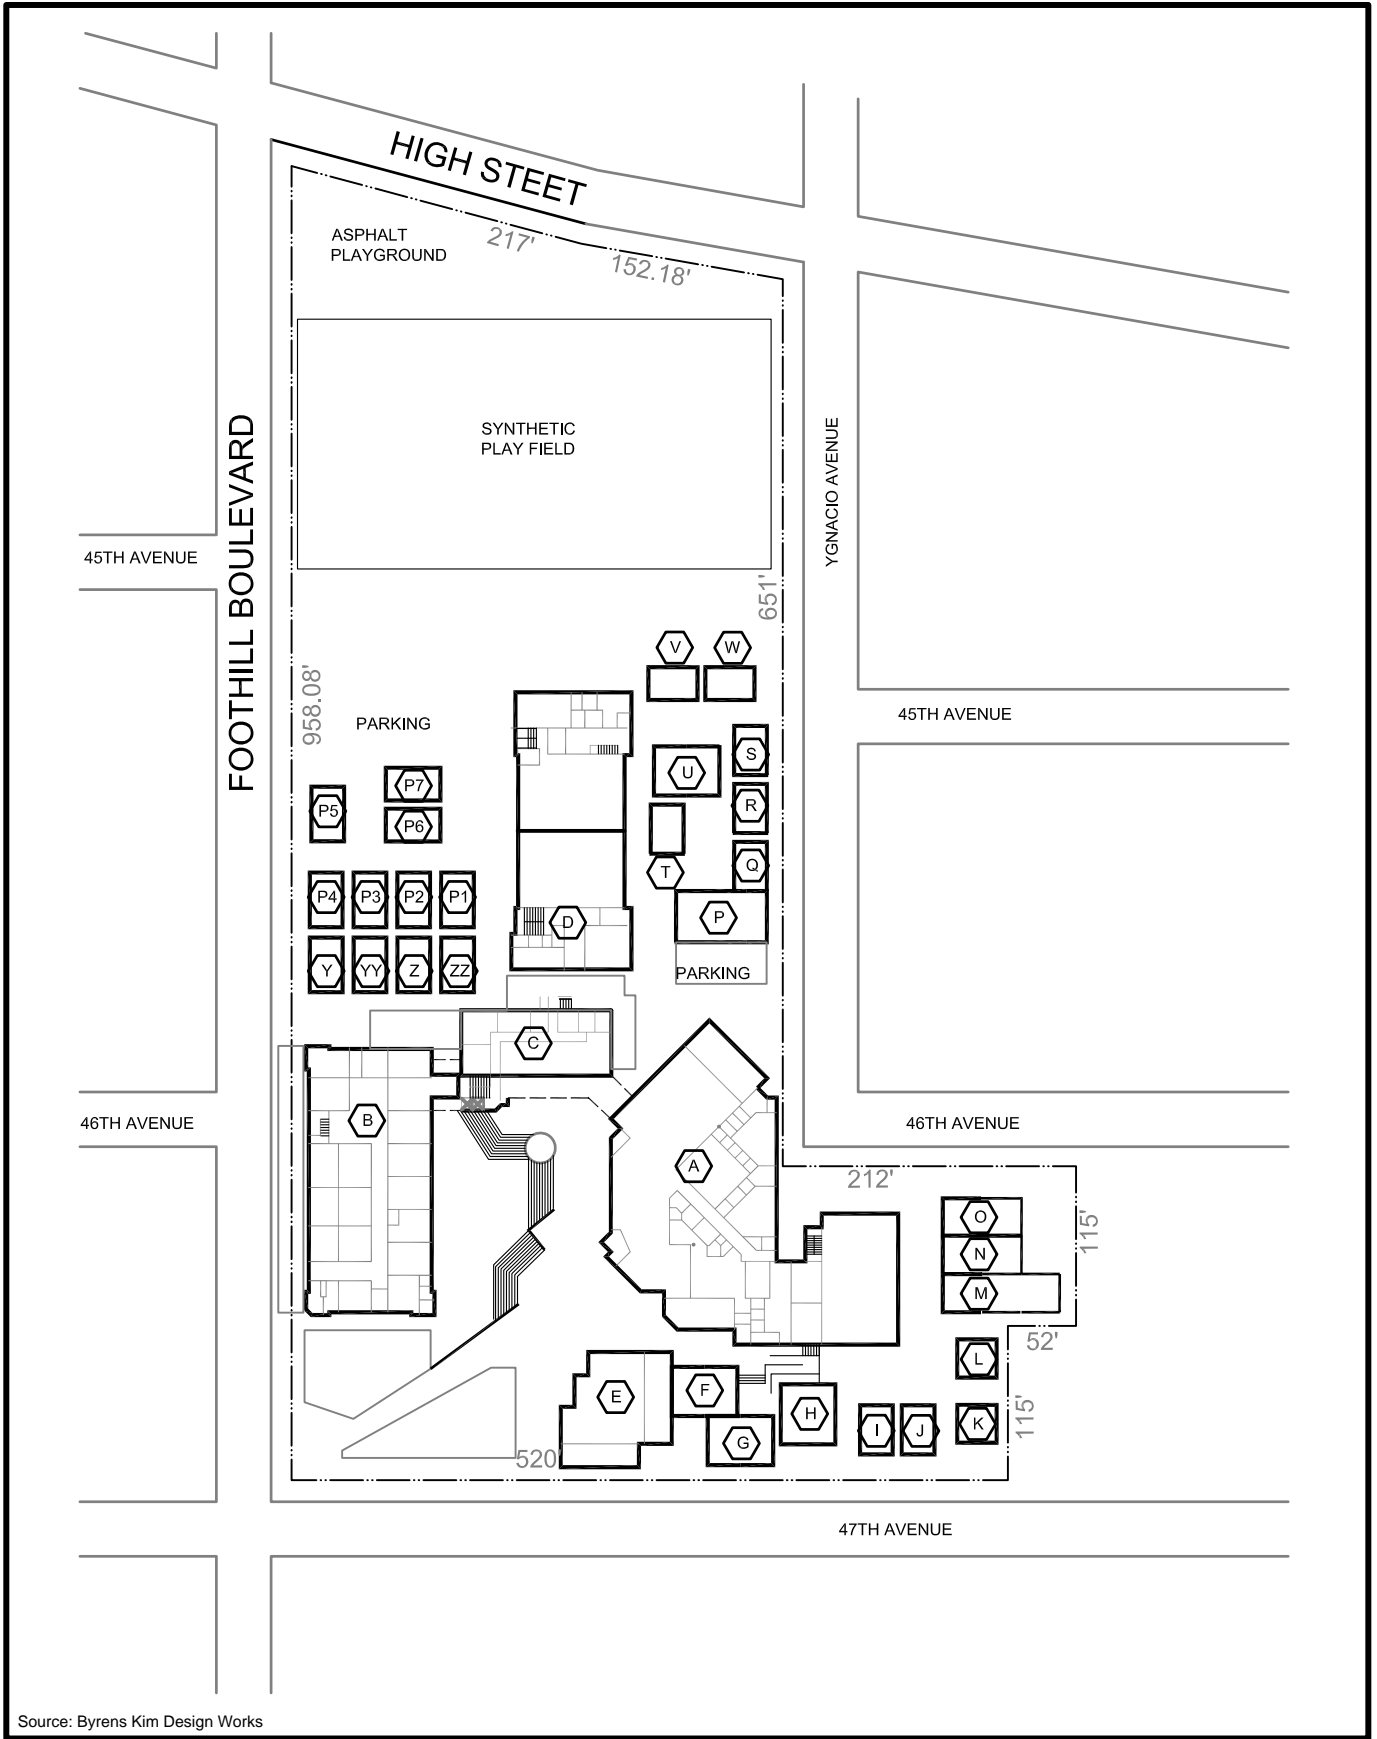 HIGH STEET
ASPHALT
PLAYGROUND
217'
152.18'
SYNTHETIC
PLAY FIELD
FOOTHILL BOULEVARD
YGNACIO AVENUE
45TH AVENUE
651'
V
W
958.08'
PARKING
45TH AVENUE
S
U
P7
R
P5
P6
Q
T
P4
P3
P2
P1
D
P
Y
YY
Z
ZZ
PARKING
C
46TH AVENUE
B
46TH AVENUE
A
212'
O
115'
N
M
52'
L
E
F
H
115'
K
I
J
G
520'
47TH AVENUE
Source: Byrens Kim Design Works